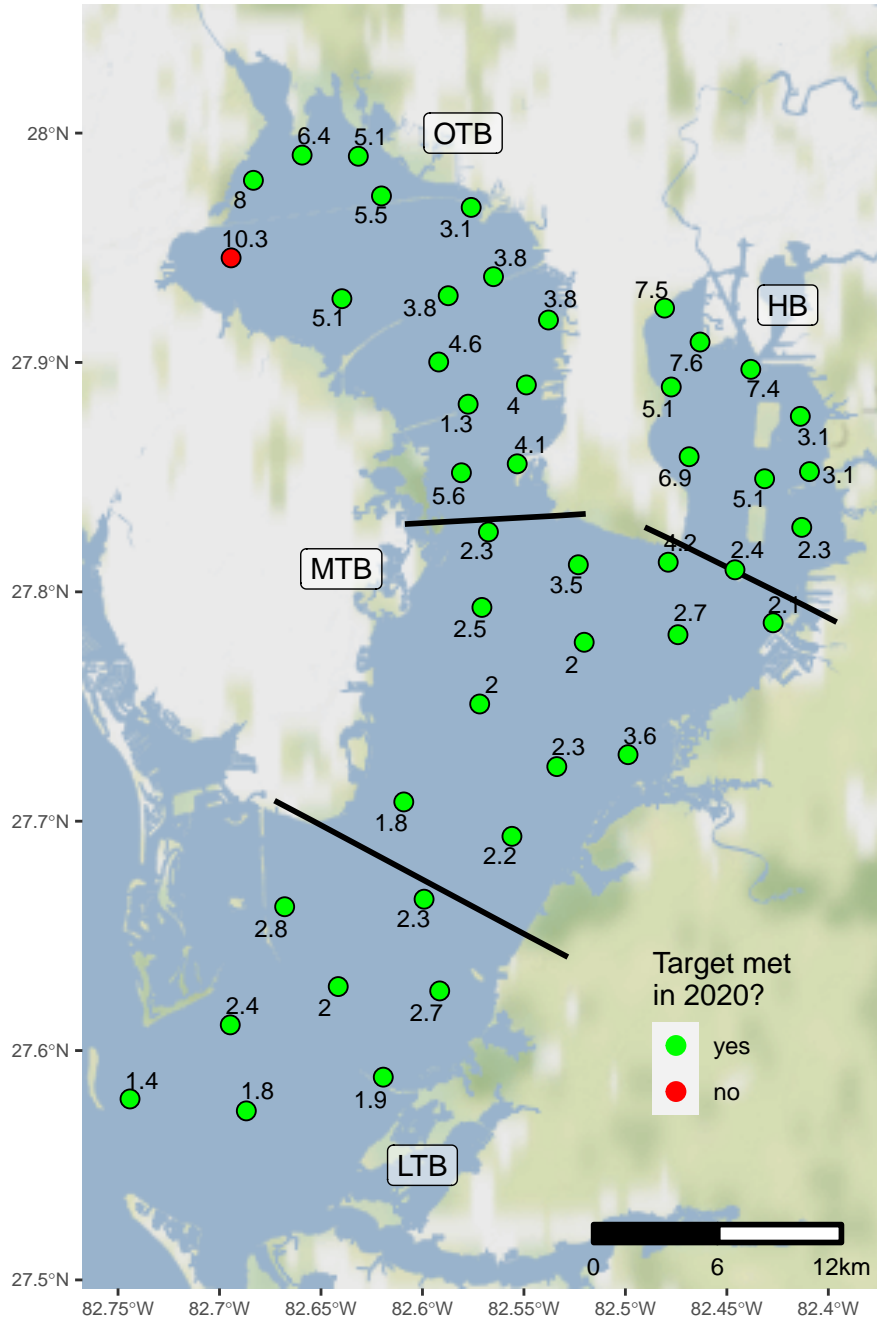 28°N
27.9°N
27.8°N
27.7°N
27.6°N
27.5°N
6.4
5.1
OTB
8
5.5
3.1
10.3
3.8
5.1
3.8
3.8
7.5
HB
4.6
7.6
7.4
5.1
4
1.3
3.1
4.1
3.1
5.6
6.9
5.1
2.3
4.2
2.4
2.3
MTB
3.5
2.5
2.7
2.1
2
2
2.3
3.6
1.8
2.2
2.3
2.8
2
2.7
2.4
1.4
1.8
1.9
LTB
Target met
in 2020?
yes
no
0 6 12km
82.75°W 82.7°W 82.65°W 82.6°W 82.55°W 82.5°W 82.45°W 82.4°W